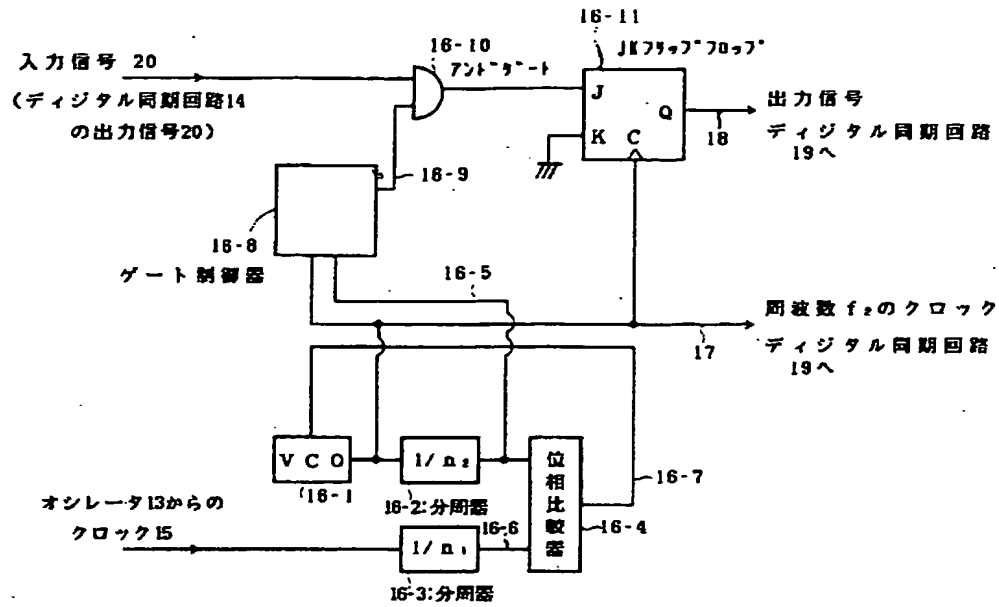 16-11
16-10
JKフリップフロップ
入力信号 20
アンドゲート
(ディジタル同期回路14
の出力信号20)
J
Q
K C
出力信号
18
ディジタル同期回路
19へ
16-9
16-8
ゲート制御器
16-5
周波数f₂のクロック
17
ディジタル同期回路
19へ
VCO
1/n₂
位相比較器
16-7
16-1
16-2:分周器
16-4
オシレータ13からの
クロック15
16-6
1/n₁
16-3:分周器